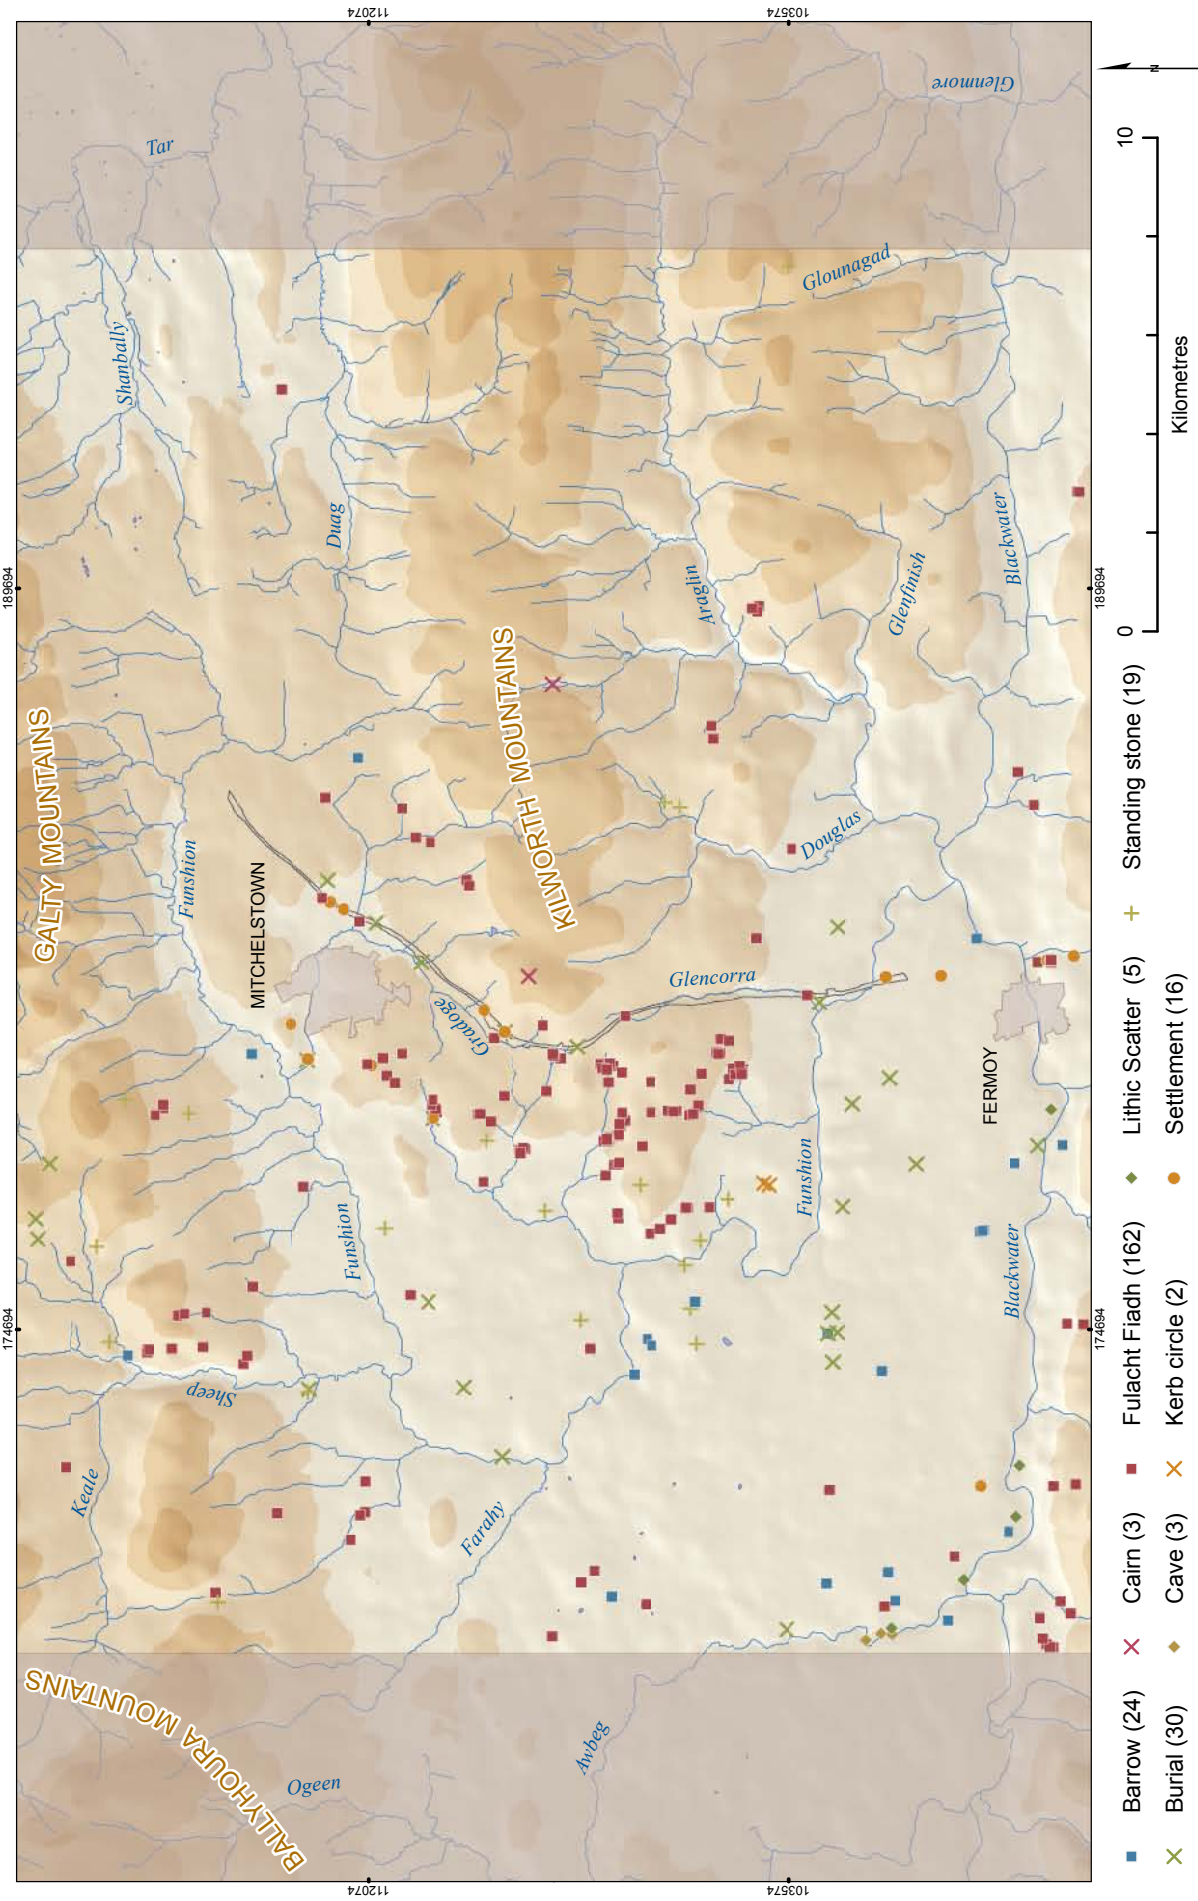 112074
103574
189694
174694
189694
174694
112074
103574
GALTY MOUNTAINS
KILWORTH MOUNTAINS
BALLYHOURA MOUNTAINS
MITCHELSTOWN
FERMOY
Tar
Shanbally
Duag
Glenmore
Glounagad
Araglin
Glenfinish
Blackwater
Funshion
Douglas
Glencorra
Gradoge
Funshion
Funshion
Sheep
Keale
Farahy
Blackwater
Awbeg
Ogeen
N
Barrow (24)
Cairn (3)
Fulacht Fiadh (162)
Lithic Scatter (5)
Standing stone (19)
Burial (30)
Cave (3)
Kerb circle (2)
Settlement (16)
0
10
Kilometres